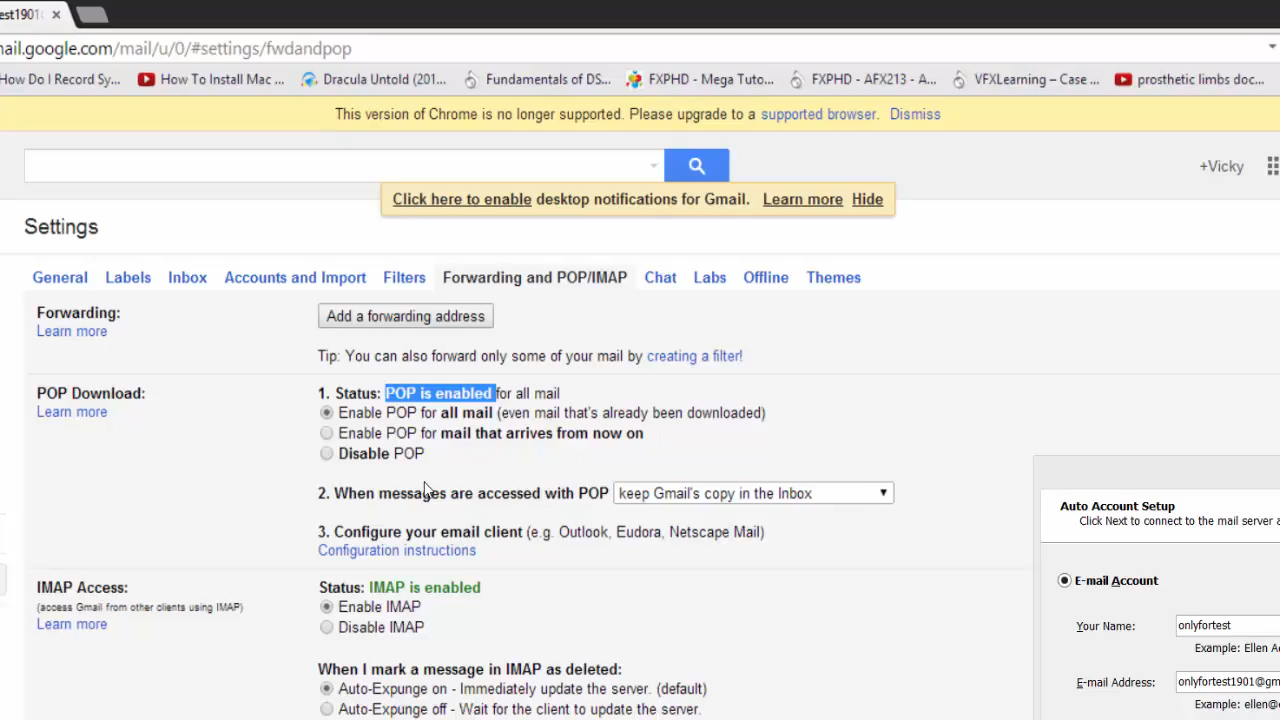 est1901
mail.google.com/mail/u/0/#settings/fwdandpop
How Do I Record Sy... How To Install Mac ... Dracula Untold (201... Fundamentals of DS... FXPHD - Mega Tuto... FXPHD - AFX213 - A... VFXLearning – Case ... prosthetic limbs doc...
This version of Chrome is no longer supported. Please upgrade to a supported browser. Dismiss
+Vicky
Click here to enable desktop notifications for Gmail. Learn more Hide
Settings
General Labels Inbox Accounts and Import Filters Forwarding and POP/IMAP Chat Labs Offline Themes
Forwarding:
Learn more
Add a forwarding address
Tip: You can also forward only some of your mail by creating a filter!
POP Download:
Learn more
1. Status: POP is enabled for all mail
Enable POP for all mail (even mail that's already been downloaded)
Enable POP for mail that arrives from now on
Disable POP
2. When messages are accessed with POP keep Gmail's copy in the Inbox
3. Configure your email client (e.g. Outlook, Eudora, Netscape Mail)
Configuration instructions
IMAP Access:
(access Gmail from other clients using IMAP)
Learn more
Status: IMAP is enabled
Enable IMAP
Disable IMAP
When I mark a message in IMAP as deleted:
Auto-Expunge on - Immediately update the server. (default)
Auto-Expunge off - Wait for the client to update the server.
Auto Account Setup
Click Next to connect to the mail server a
E-mail Account
Your Name: onlyfortest
Example: Ellen A
E-mail Address: onlyfortest1901@gm
Example: ellen@